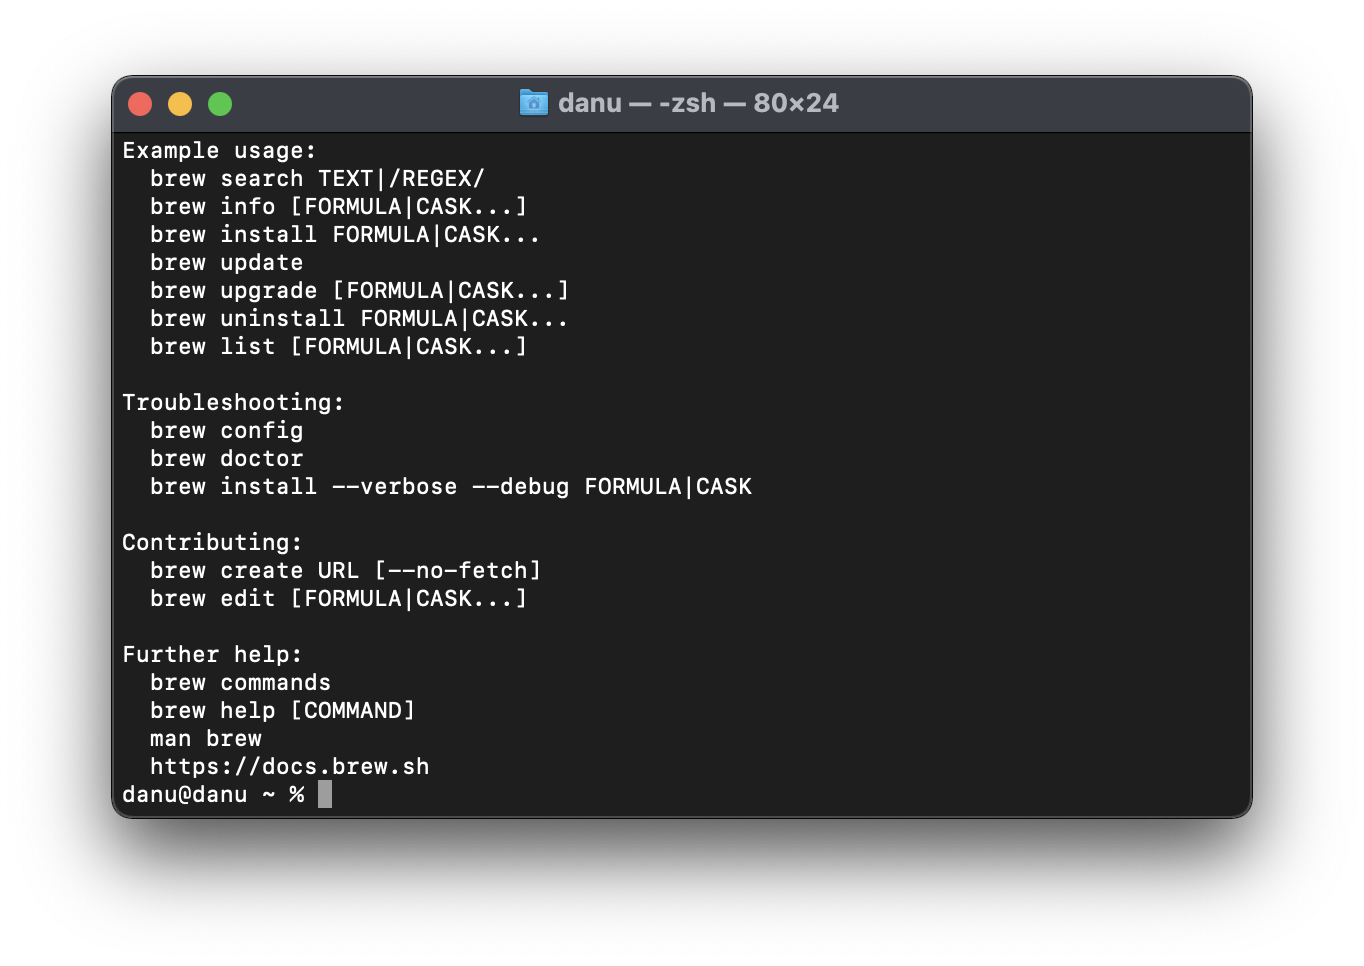 danu — -zsh — 80×24
Example usage:
  brew search TEXT|/REGEX/
  brew info [FORMULA|CASK...]
  brew install FORMULA|CASK...
  brew update
  brew upgrade [FORMULA|CASK...]
  brew uninstall FORMULA|CASK...
  brew list [FORMULA|CASK...]

Troubleshooting:
  brew config
  brew doctor
  brew install --verbose --debug FORMULA|CASK

Contributing:
  brew create URL [--no-fetch]
  brew edit [FORMULA|CASK...]

Further help:
  brew commands
  brew help [COMMAND]
  man brew
  https://docs.brew.sh
danu@danu ~ %